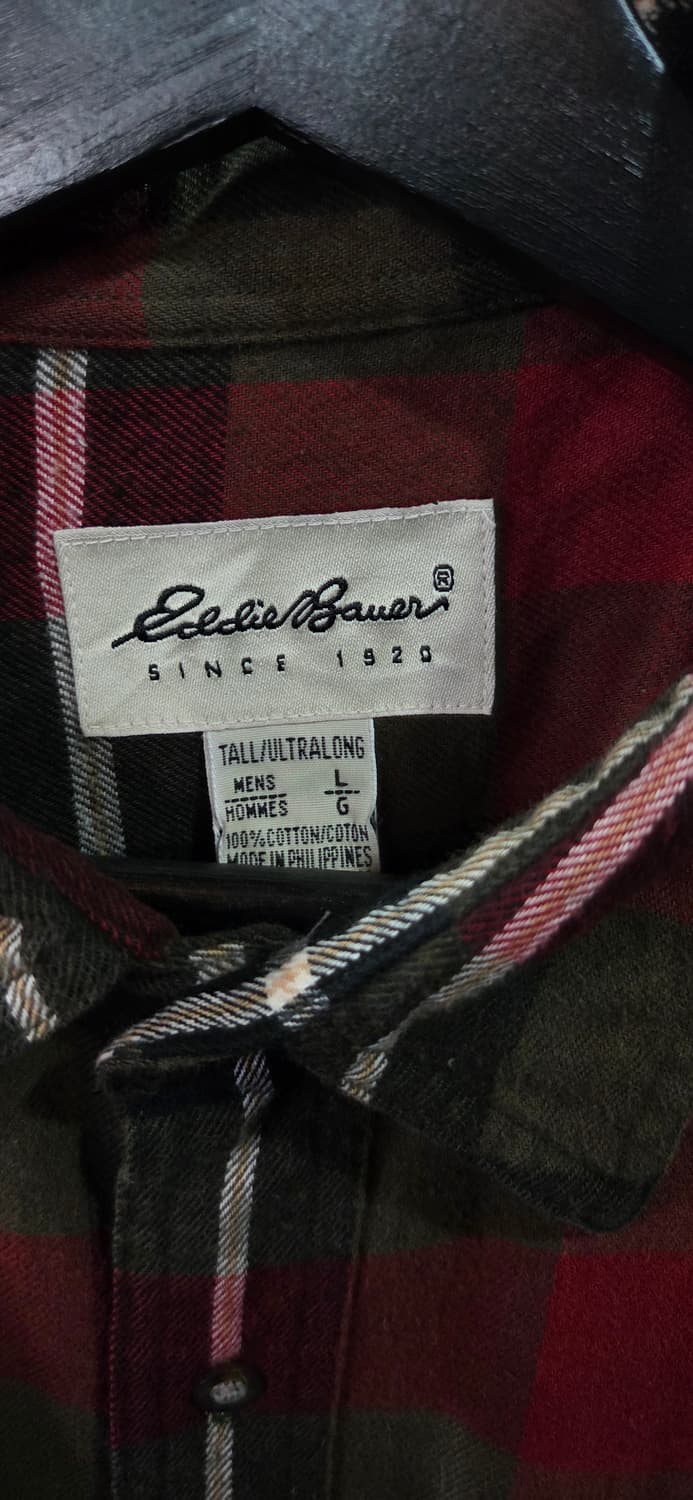 Eddie Bauer®
SINCE 1920
TALL/ULTRALONG
MENS L
HOMMES G
100%COTTON/COTON
MADE IN PHILIPPINES